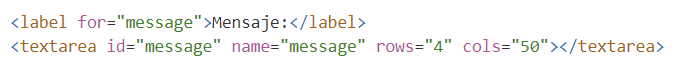 <label for="message">Mensaje:</label>
<textarea id="message" name="message" rows="4" cols="50"></textarea>